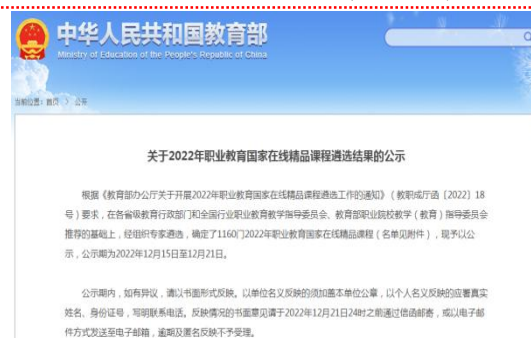 中华人民共和国教育部
Ministry of Education of the People's Republic of China
当前位置：首页 > 公示
关于2022年职业教育国家在线精品课程遴选结果的公示
根据《教育部办公厅关于开展2022年职业教育国家在线精品课程遴选工作的通知》（教职成厅函〔2022〕18
号）要求，在各省级教育行政部门和全国行业职业教育教学指导委员会、教育部职业院校教学（教育）指导委员会
推荐的基础上，经组织专家遴选，确定了1160门2022年职业教育国家在线精品课程（名单见附件），现予以公
示，公示期为2022年12月15日至12月21日。
公示期内，如有异议，请以书面形式反映。以单位名义反映的须加盖本单位公章，以个人名义反映的应署真实
姓名、身份证号，写明联系电话。反映情况的书面意见请于2022年12月21日24时之前通过信函邮寄，或以电子邮
件方式发送至电子邮箱，逾期及匿名反映不予受理。